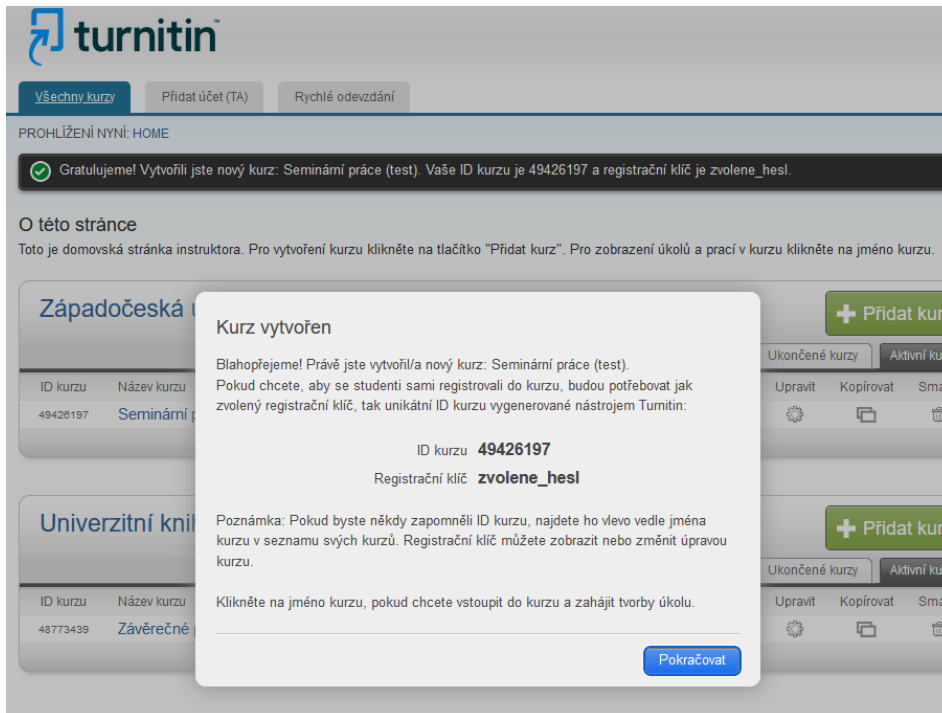 turnitin™
Všechny kurzy Přidat účet (TA) Rychlé odevzdání
PROHLÍŽENÍ NYNÍ: HOME
Gratulujeme! Vytvořili jste nový kurz: Seminární práce (test). Vaše ID kurzu je 49426197 a registrační klíč je zvolene_hesl.
O této stránce
Toto je domovská stránka instruktora. Pro vytvoření kurzu klikněte na tlačítko "Přidat kurz". Pro zobrazení úkolů a prací v kurzu klikněte na jméno kurzu.
Západočeská
Přidat kur
Ukončené kurzy Aktivní ku
ID kurzu Název kurzu Upravit Kopírovat Sma
49426197 Seminární
Kurz vytvořen
Blahopřejeme! Právě jste vytvořil/a nový kurz: Seminární práce (test).
Pokud chcete, aby se studenti sami registrovali do kurzu, budou potřebovat jak
zvolený registrační klíč, tak unikátní ID kurzu vygenerované nástrojem Turnitin:
ID kurzu 49426197
Registrační klíč zvolene_hesl
Poznámka: Pokud byste někdy zapomněli ID kurzu, najdete ho vlevo vedle jména
kurzu v seznamu svých kurzů. Registrační klíč můžete zobrazit nebo změnit úpravou
kurzu.
Klikněte na jméno kurzu, pokud chcete vstoupit do kurzu a zahájit tvorby úkolu.
Pokračovat
Univerzitní knih
Přidat kur
Ukončené kurzy Aktivní ku
ID kurzu Název kurzu Upravit Kopírovat Sma
48773439 Závěrečné